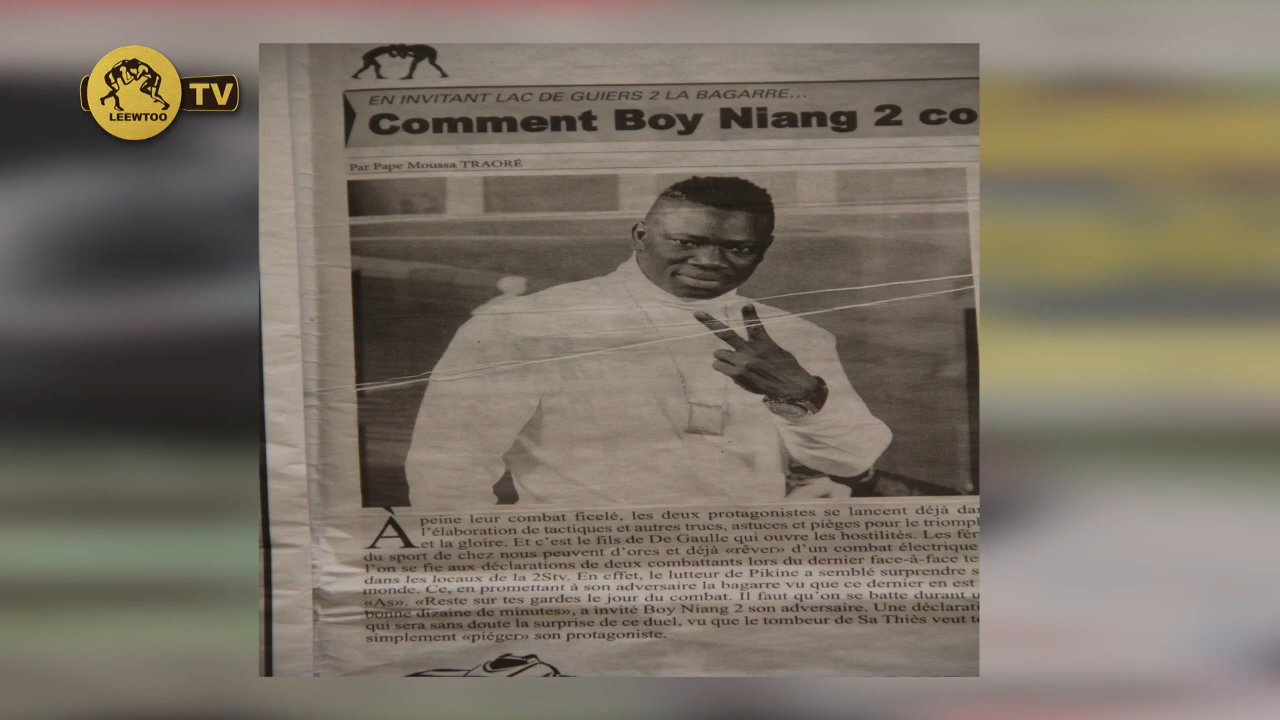 LEEWTOO
TV
EN INVITANT LAC DE GUIERS 2 LA BAGARRE...
Comment Boy Niang 2 co
Par Pape Moussa TRAORÉ
À peine leur combat ficelé, les deux protagonistes se lancent déjà dan
l'élaboration de tactiques et autres trucs, astuces et pièges pour le triomph
et la gloire. Et c'est le fils de De Gaulle qui ouvre les hostilités. Les fér
du sport de chez nous peuvent d'ores et déjà «rêver» d'un combat électrique
l'on se fie aux déclarations de deux combattants lors du dernier face-à-face te
dans les locaux de la 2Stv. En effet, le lutteur de Pikine a semblé surprendre s
monde. Ce, en promettant à son adversaire la bagarre vu que ce dernier en est
«As». «Reste sur tes gardes le jour du combat. Il faut qu'on se batte durant u
bonne dizaine de minutes», a invité Boy Niang 2 son adversaire. Une déclarati
qui sera sans doute la surprise de ce duel, vu que le tombeur de Sa Thiès veut t
simplement «piéger» son protagoniste.